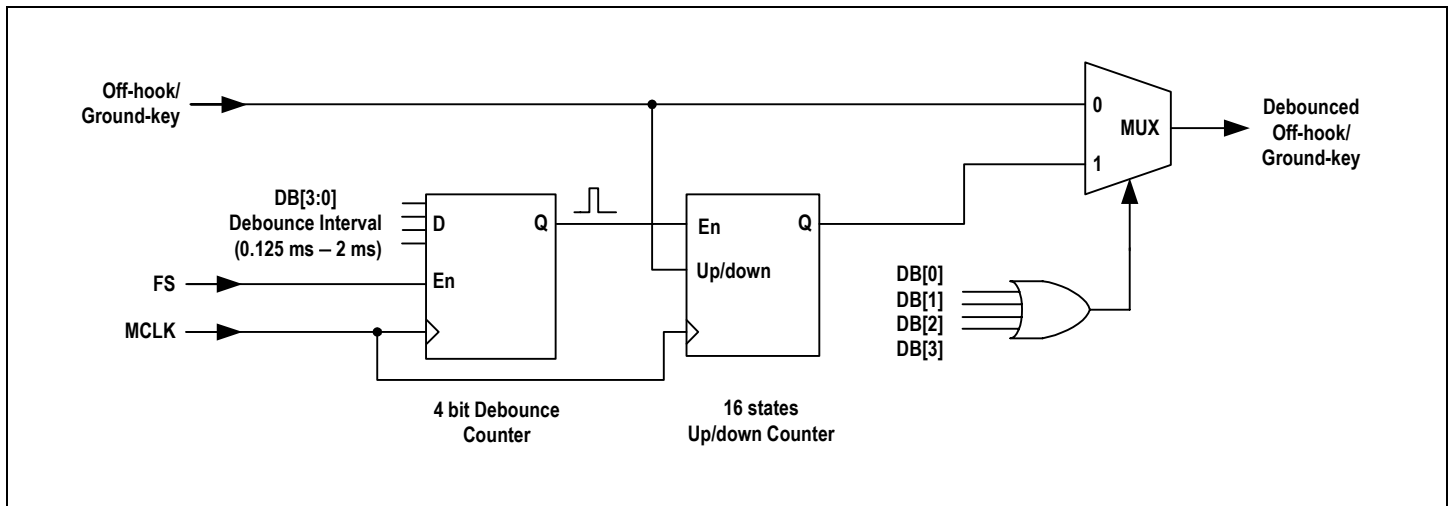 Off-hook/
Ground-key
0
MUX
1
Debounced
Off-hook/
Ground-key
DB[3:0]
Debounce Interval
(0.125 ms – 2 ms)
D
Q
En
FS
MCLK
4 bit Debounce
Counter
En
Q
Up/down
16 states
Up/down Counter
DB[0]
DB[1]
DB[2]
DB[3]